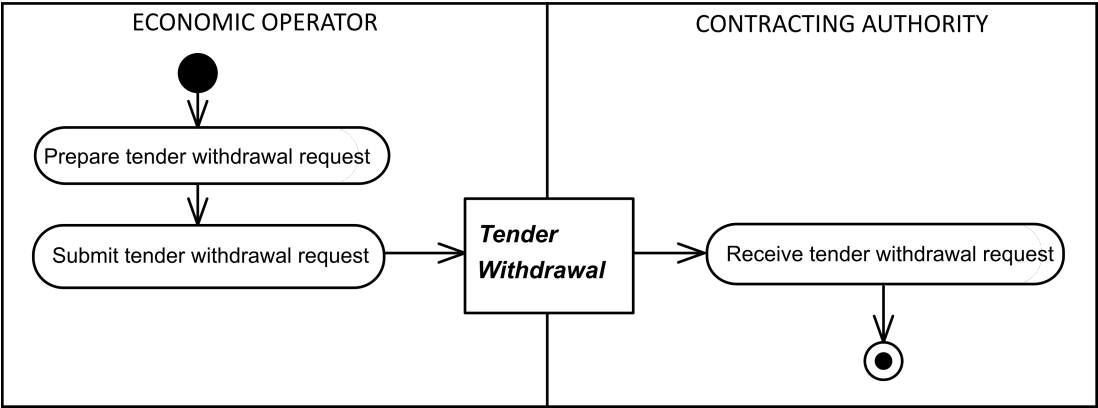 ECONOMIC OPERATOR
CONTRACTING AUTHORITY
Prepare tender withdrawal request
Submit tender withdrawal request
Tender
Withdrawal
Receive tender withdrawal request